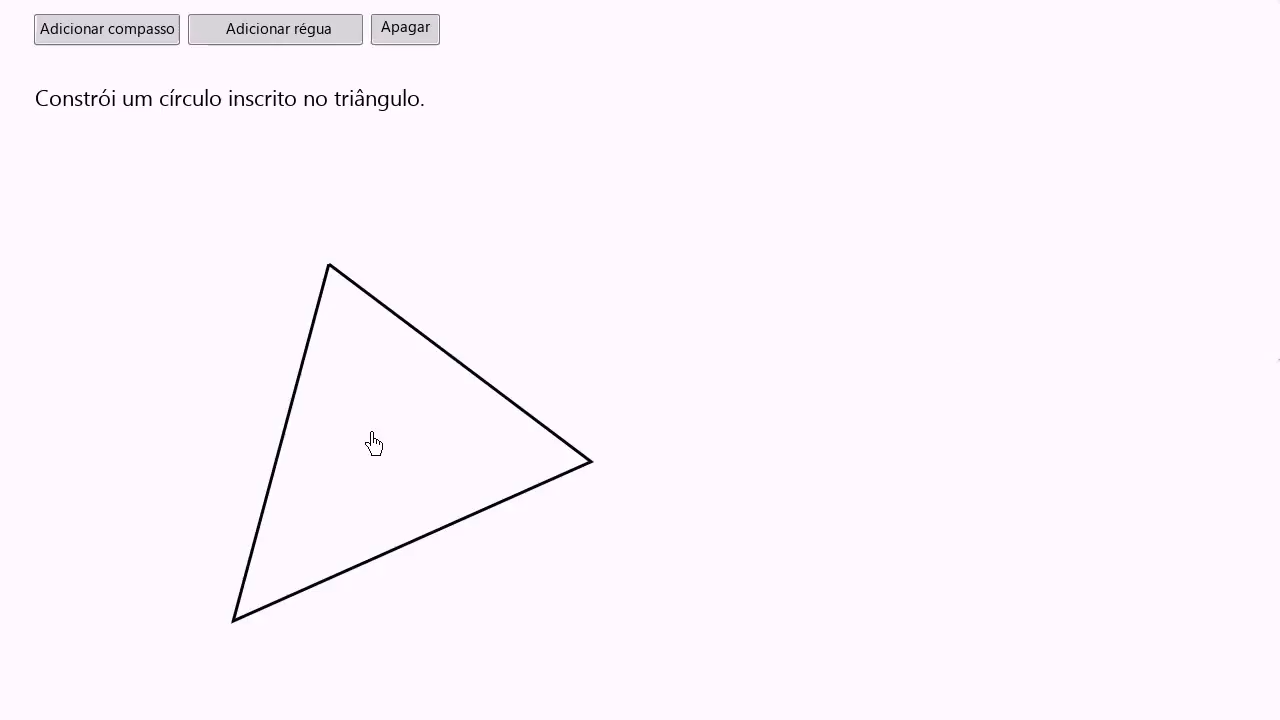 Adicionar compasso
Adicionar régua
Apagar
Constrói um círculo inscrito no triângulo.